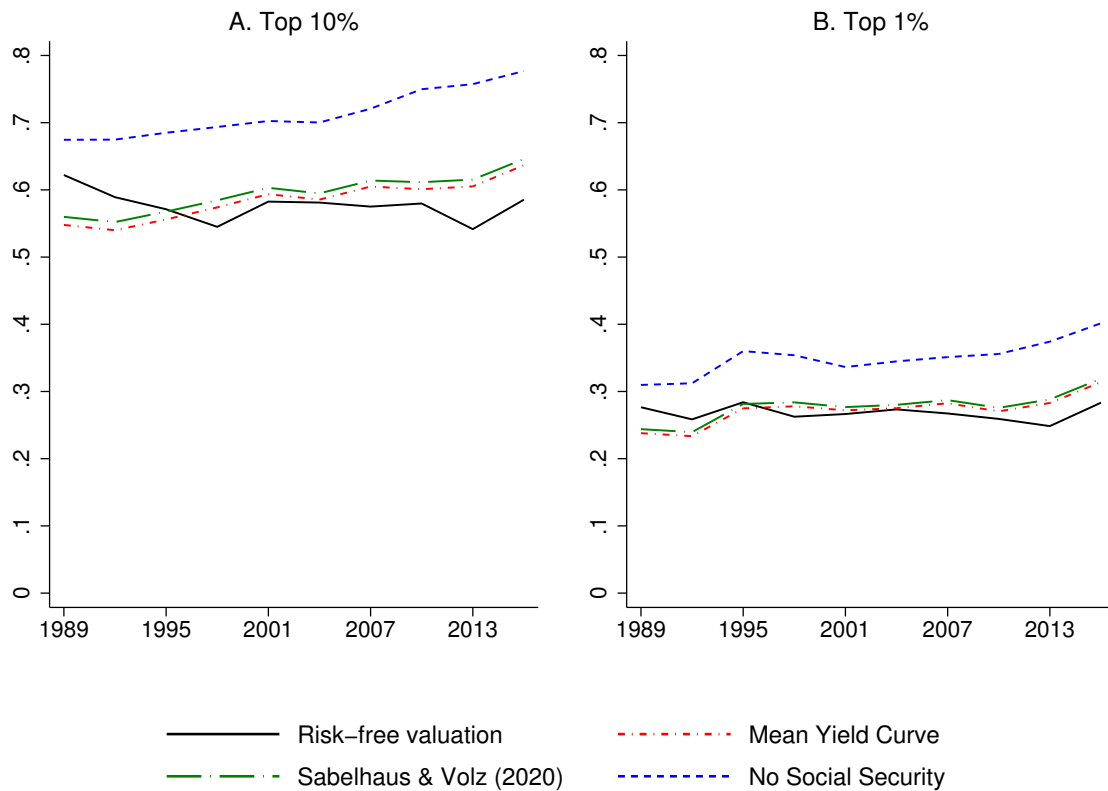 A. Top 10%
.8
.7
.6
.5
.4
.3
.2
.1
0
1989 1995 2001 2007 2013
B. Top 1%
.8
.7
.6
.5
.4
.3
.2
.1
0
1989 1995 2001 2007 2013
Risk−free valuation
Mean Yield Curve
Sabelhaus & Volz (2020)
No Social Security